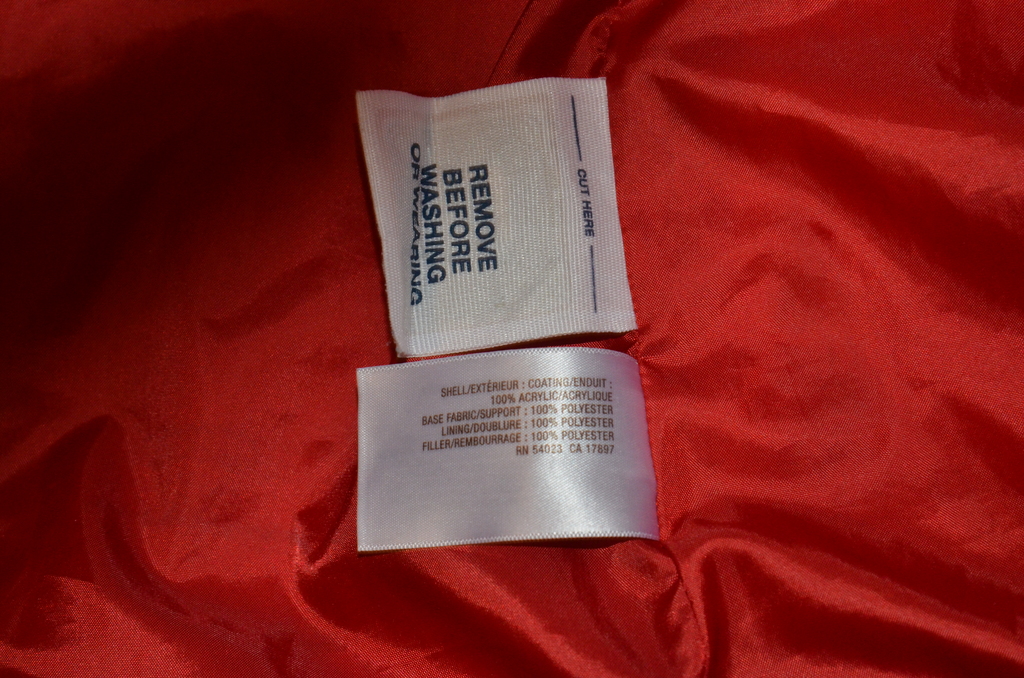 CUT HERE
REMOVE
BEFORE
WASHING
OR WEARING
SHELL/EXTÉRIEUR : COATING/ENDUIT :
100% ACRYLIC/ACRYLIQUE
BASE FABRIC/SUPPORT : 100% POLYESTER
LINING/DOUBLURE : 100% POLYESTER
FILLER/REMBOURRAGE : 100% POLYESTER
RN 54023 CA 17897